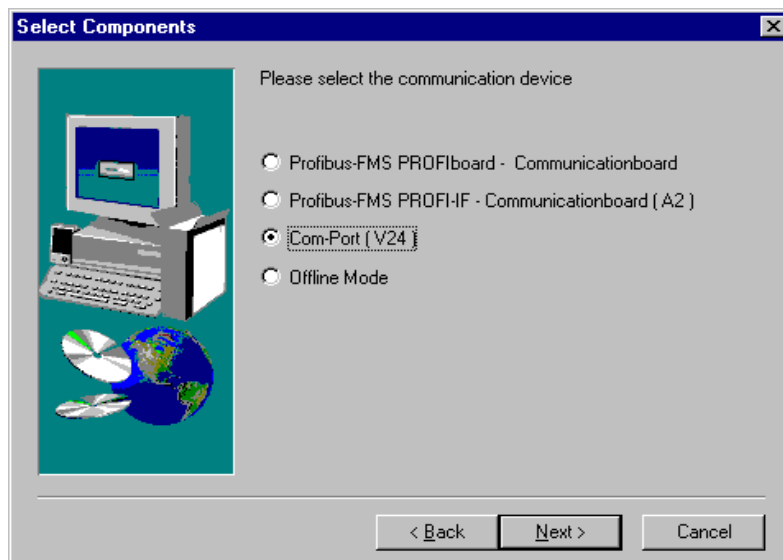 Select Components
Please select the communication device
Profibus-FMS PROFIboard - Communicationboard
Profibus-FMS PROFI-IF - Communicationboard ( A2 )
Com-Port ( V24 )
Offline Mode
< Back Next > Cancel